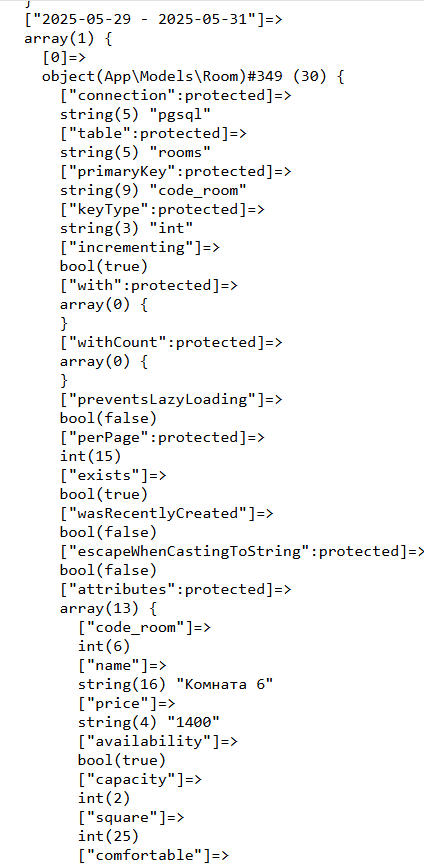 }
["2025-05-29 - 2025-05-31"]=>
array(1) {
[0]=>
object(App\Models\Room)#349 (30) {
["connection":protected]=>
string(5) "pgsql"
["table":protected]=>
string(5) "rooms"
["primaryKey":protected]=>
string(9) "code_room"
["keyType":protected]=>
string(3) "int"
["incrementing"]=>
bool(true)
["with":protected]=>
array(0) {
}
["withCount":protected]=>
array(0) {
}
["preventsLazyLoading"]=>
bool(false)
["perPage":protected]=>
int(15)
["exists"]=>
bool(true)
["wasRecentlyCreated"]=>
bool(false)
["escapeWhenCastingToString":protected]=>
bool(false)
["attributes":protected]=>
array(13) {
["code_room"]=>
int(6)
["name"]=>
string(16) "Комната 6"
["price"]=>
string(4) "1400"
["availability"]=>
bool(true)
["capacity"]=>
int(2)
["square"]=>
int(25)
["comfortable"]=>